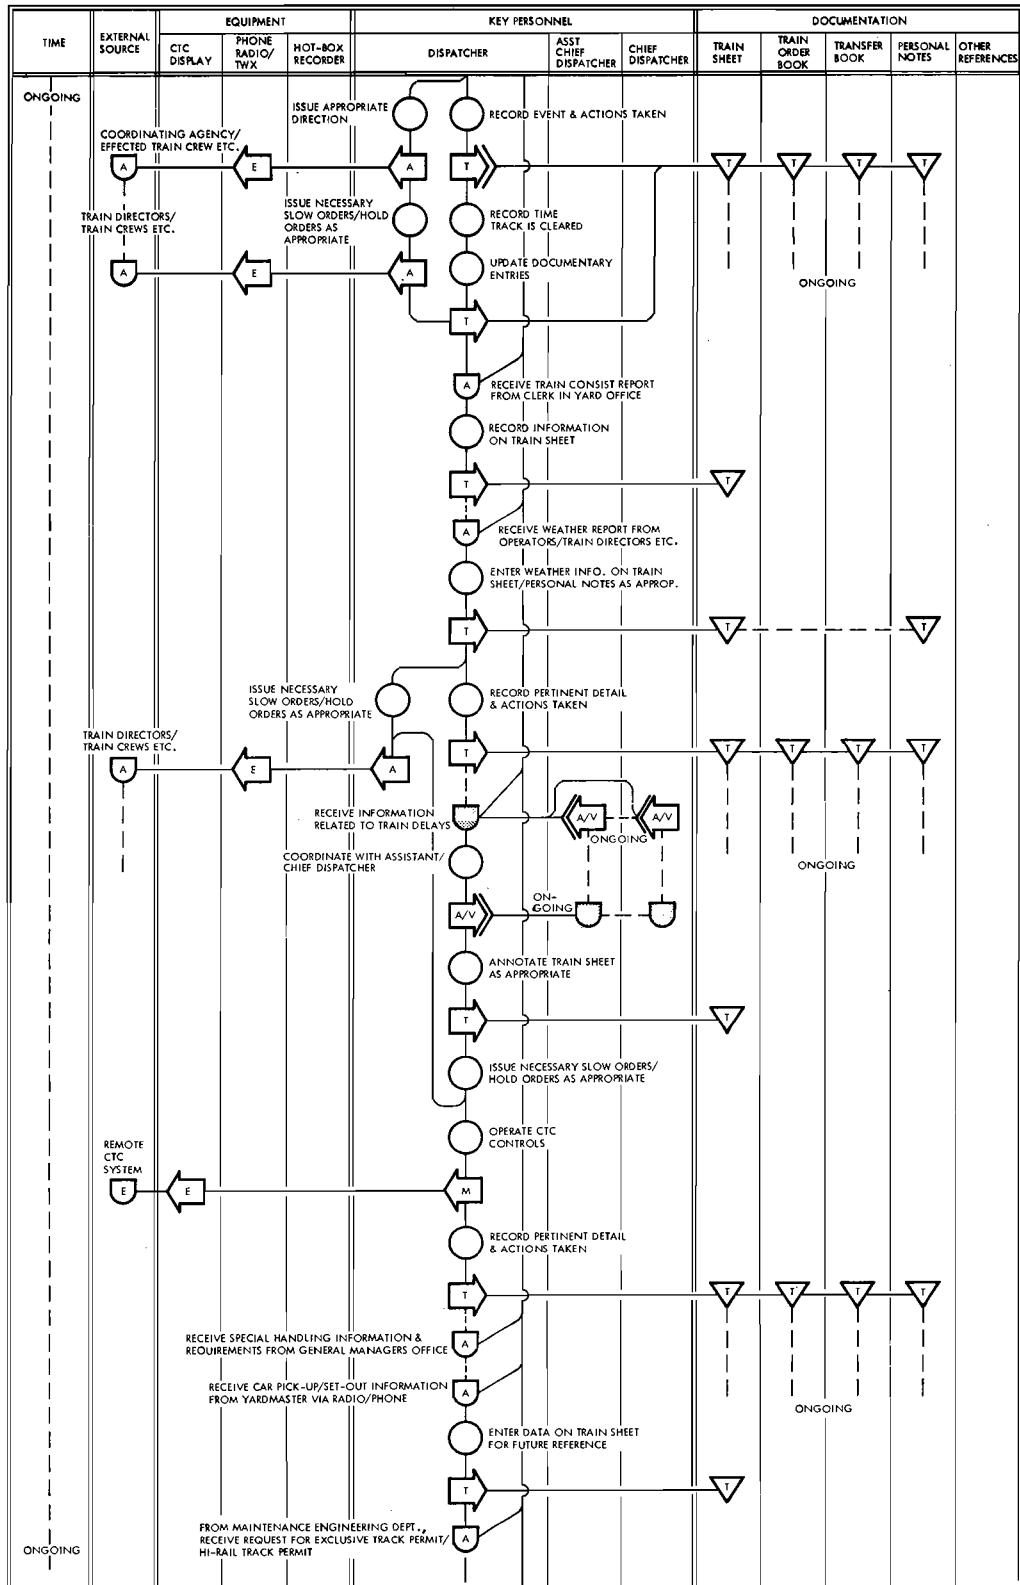 EQUIPMENT
KEY PERSONNEL
DOCUMENTATION
TIME
EXTERNAL
SOURCE
CTC
DISPLAY
PHONE
RADIO/
TWX
HOT-BOX
RECORDER
DISPATCHER
ASST
CHIEF
DISPATCHER
CHIEF
DISPATCHER
TRAIN
SHEET
TRAIN
ORDER
BOOK
TRANSFER
BOOK
PERSONAL
NOTES
OTHER
REFERENCES
ONGOING
ISSUE APPROPRIATE
DIRECTION
RECORD EVENT & ACTIONS TAKEN
COORDINATING AGENCY/
EFFECTED TRAIN CREW ETC.
A
E
A
T
T
T
T
T
TRAIN DIRECTORS/
TRAIN CREWS ETC.
ISSUE NECESSARY
SLOW ORDERS/HOLD
ORDERS AS
APPROPRIATE
RECORD TIME
TRACK IS CLEARED
UPDATE DOCUMENTARY
ENTRIES
A
E
A
ONGOING
T
A
RECEIVE TRAIN CONSIST REPORT
FROM CLERK IN YARD OFFICE
RECORD INFORMATION
ON TRAIN SHEET
T
T
A
RECEIVE WEATHER REPORT FROM
OPERATORS/TRAIN DIRECTORS ETC.
ENTER WEATHER INFO. ON TRAIN
SHEET/PERSONAL NOTES AS APPROP.
T
T
T
ISSUE NECESSARY
SLOW ORDERS/HOLD
ORDERS AS APPROPRIATE
RECORD PERTINENT DETAIL
& ACTIONS TAKEN
TRAIN DIRECTORS/
TRAIN CREWS ETC.
A
E
A
T
T
T
T
T
RECEIVE INFORMATION
RELATED TO TRAIN DELAYS
A/V
A/V
ONGOING
COORDINATE WITH ASSISTANT/
CHIEF DISPATCHER
ONGOING
A/V
ON-
GOING
ANNOTATE TRAIN SHEET
AS APPROPRIATE
T
T
ISSUE NECESSARY SLOW ORDERS/
HOLD ORDERS AS APPROPRIATE
OPERATE CTC
CONTROLS
REMOTE
CTC
SYSTEM
E
E
M
RECORD PERTINENT DETAIL
& ACTIONS TAKEN
T
T
T
T
T
RECEIVE SPECIAL HANDLING INFORMATION &
REQUIREMENTS FROM GENERAL MANAGERS OFFICE
A
RECEIVE CAR PICK-UP/SET-OUT INFORMATION
FROM YARDMASTER VIA RADIO/PHONE
A
ONGOING
ENTER DATA ON TRAIN SHEET
FOR FUTURE REFERENCE
T
T
FROM MAINTENANCE ENGINEERING DEPT.,
RECEIVE REQUEST FOR EXCLUSIVE TRACK PERMIT/
HI-RAIL TRACK PERMIT
A
ONGOING